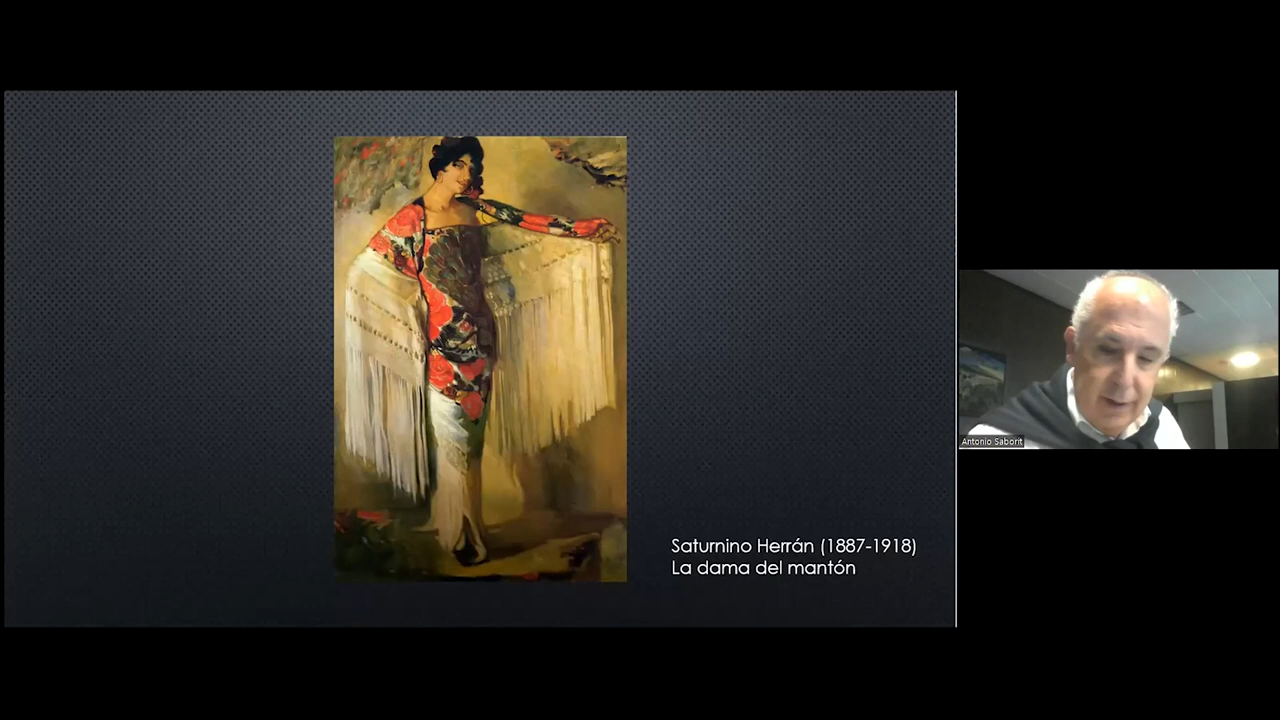 Saturnino Herrán (1887-1918)
La dama del mantón
Antonio Saborit